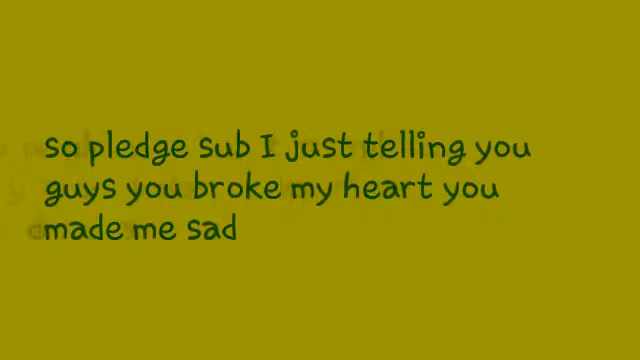 so pledge sub I just telling you
guys you broke my heart you
made me sad